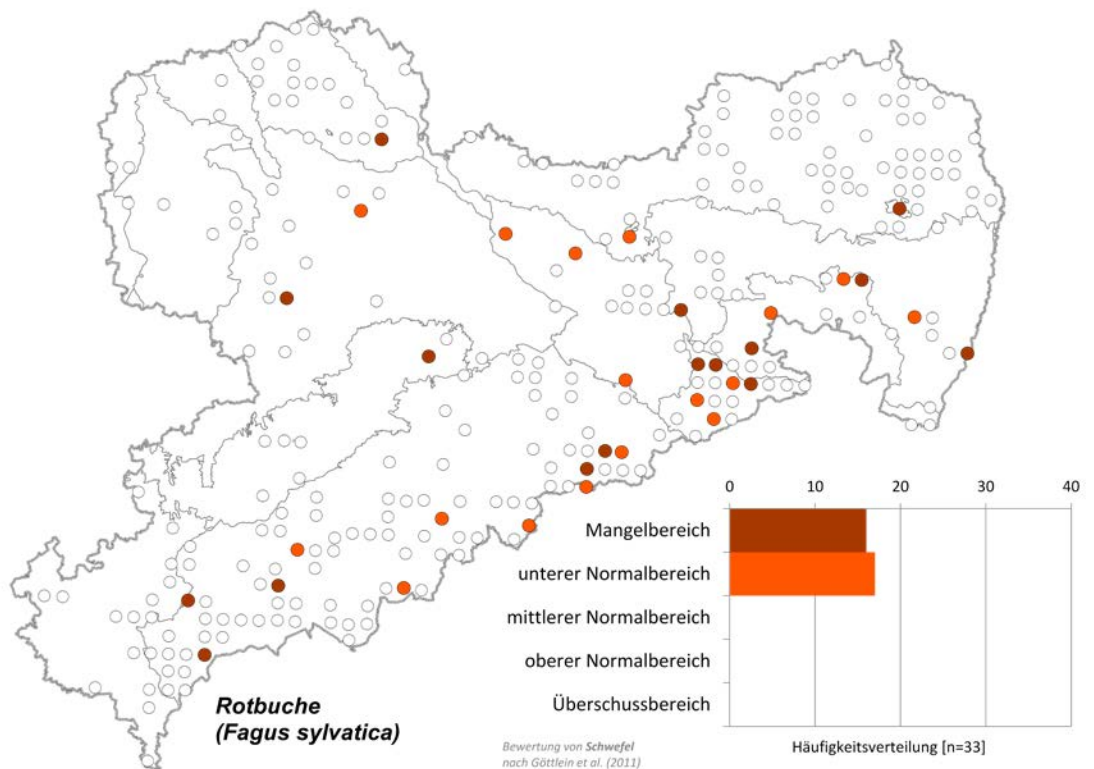 0 10 20 30 40
Mangelbereich
unterer Normalbereich
mittlerer Normalbereich
oberer Normalbereich
Überschussbereich
Rotbuche
(Fagus sylvatica)
Bewertung von Schwefel
nach Göttlein et al. (2011)
Häufigkeitsverteilung [n=33]